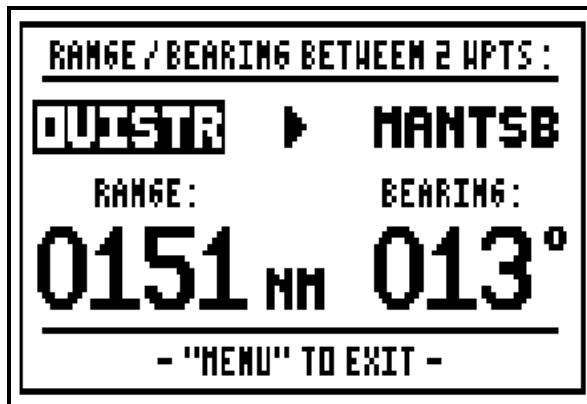 RANGE / BEARING BETWEEN 2 WPTS :
OUISTR ▶ MANTSB
RANGE: BEARING:
0151 NM 013°
- "MENU" TO EXIT -